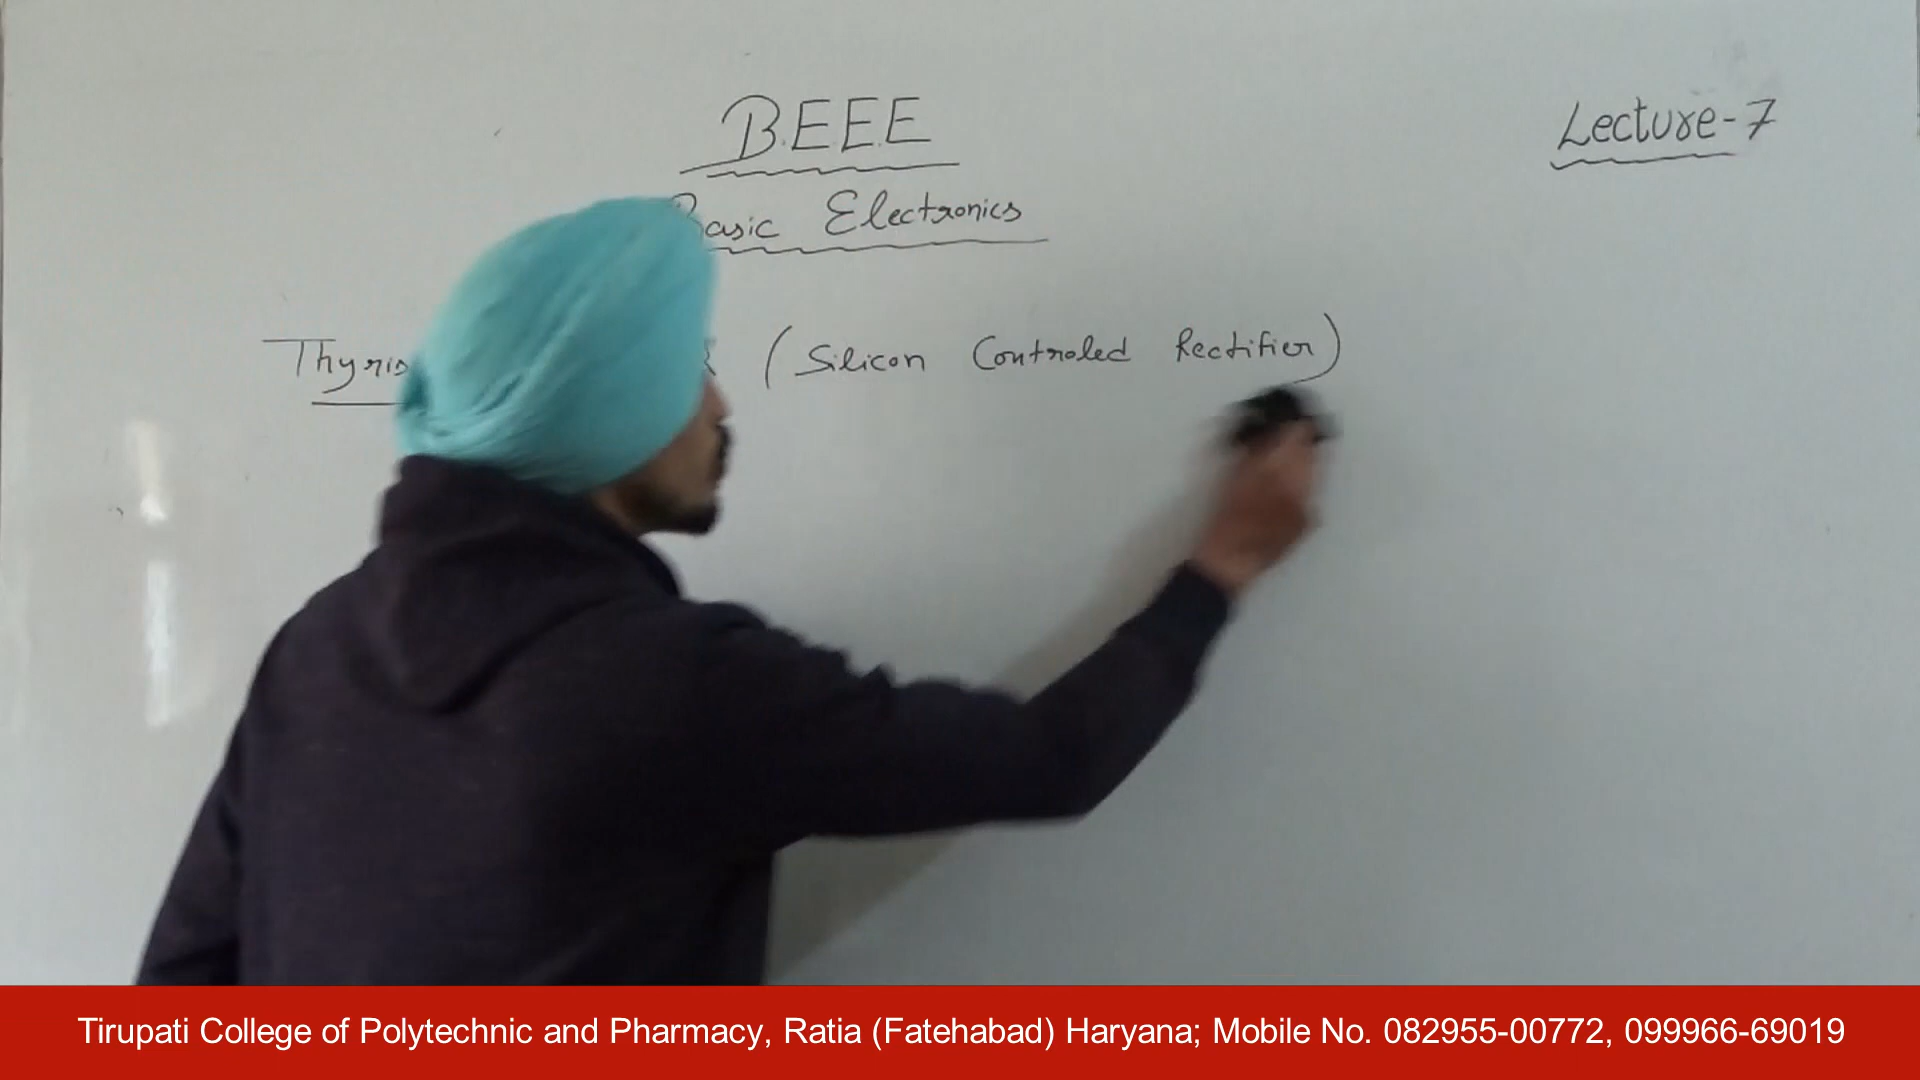 B.E.E.E
Lecture-7
Basic Electronics
(Silicon Controled Rectifier)
Tirupati College of Polytechnic and Pharmacy, Ratia (Fatehabad) Haryana; Mobile No. 082955-00772, 099966-69019